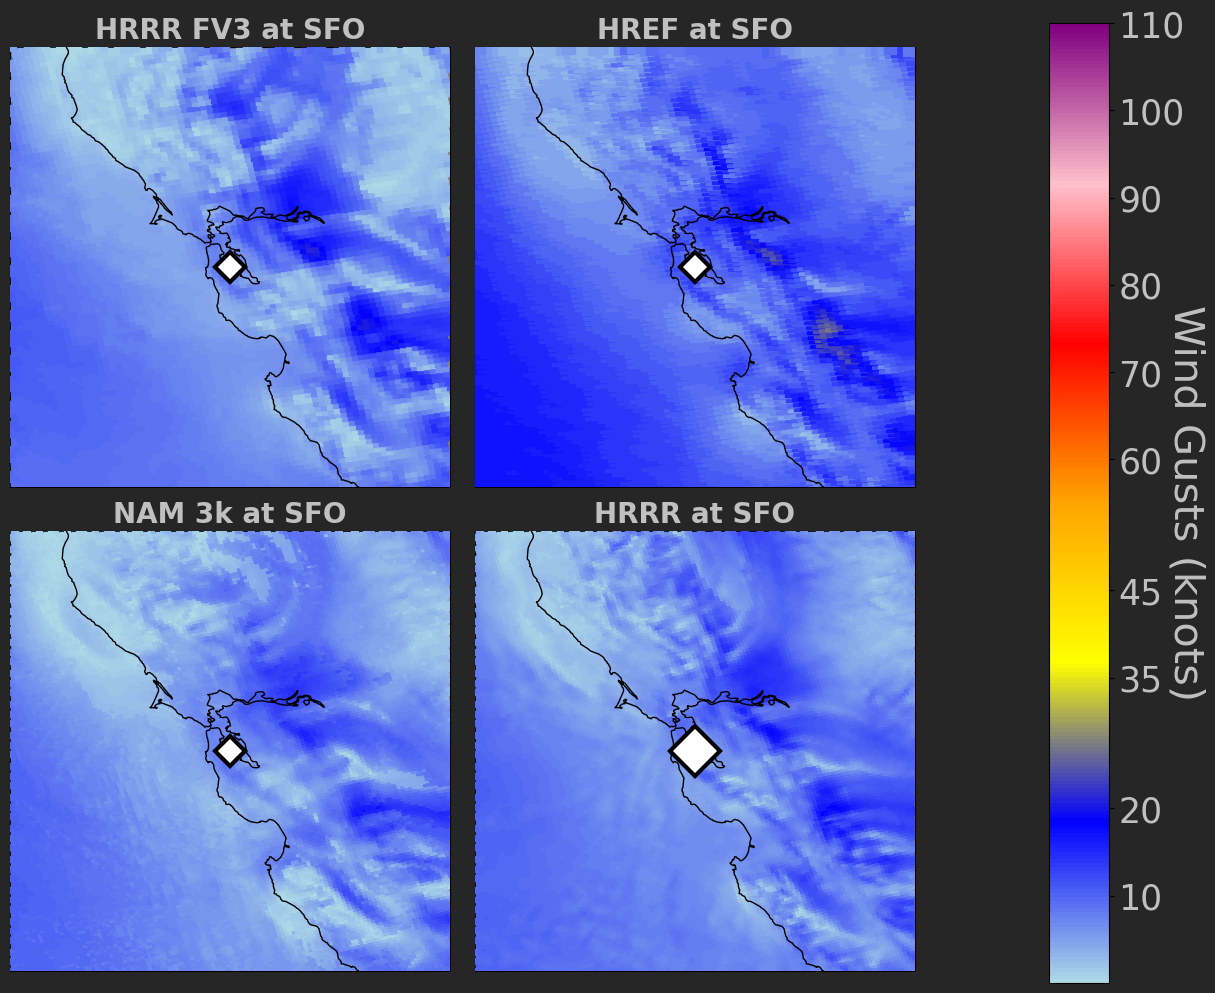 HRRR FV3 at SFO
HREF at SFO
NAM 3k at SFO
HRRR at SFO
110
100
90
80
70
60
45
35
20
10
Wind Gusts (knots)